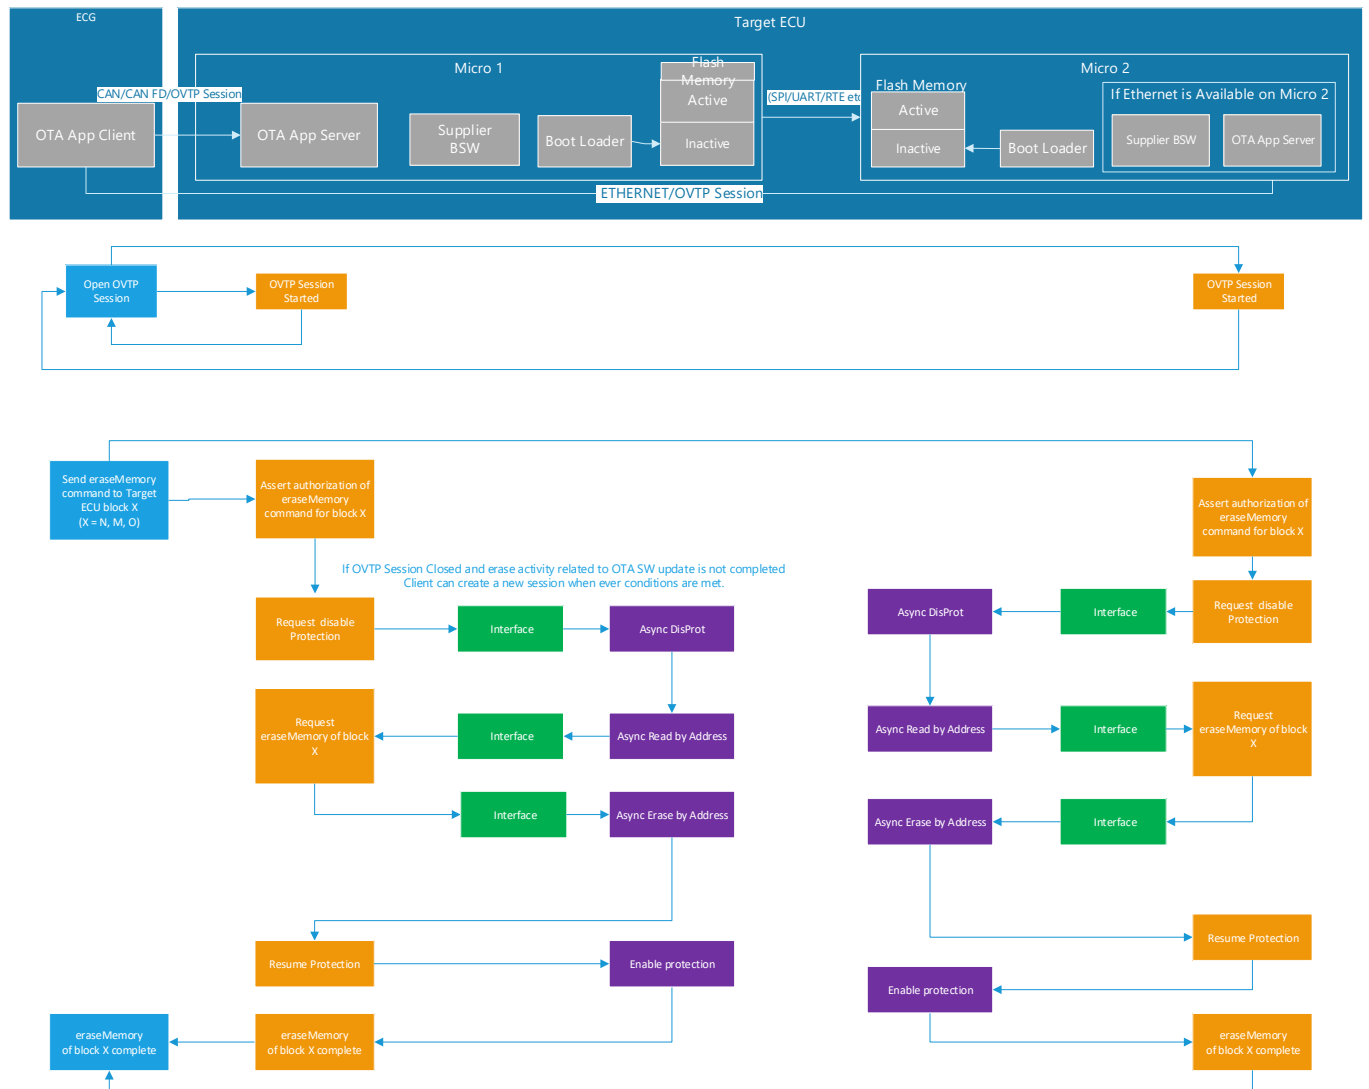 ECG
Target ECU
Micro 1
Flash
Memory
Micro 2
CAN/CAN FD/OVTP Session
(SPI/UART/RTE etc
Flash Memory
If Ethernet is Available on Micro 2
OTA App Client
OTA App Server
Supplier
BSW
Boot Loader
Active
Inactive
Active
Inactive
Boot Loader
Supplier BSW
OTA App Server
ETHERNET/OVTP Session
Open OVTP
Session
OVTP Session
Started
OVTP Session
Started
Send eraseMemory
command to Target
ECU block X
(X = N, M, O)
Assert authorization of
eraseMemory
command for block X
Assert authorization of
eraseMemory
command for block X
If OVTP Session Closed and erase activity related to OTA SW update is not completed
Client can create a new session when ever conditions are met.
Request disable
Protection
Interface
Async DisProt
Async DisProt
Interface
Request disable
Protection
Request
eraseMemory of block
X
Interface
Async Read by Address
Async Read by Address
Interface
Request
eraseMemory of block
X
Interface
Async Erase by Address
Async Erase by Address
Interface
Resume Protection
Enable protection
Resume Protection
Enable protection
eraseMemory
of block X complete
eraseMemory
of block X complete
eraseMemory
of block X complete